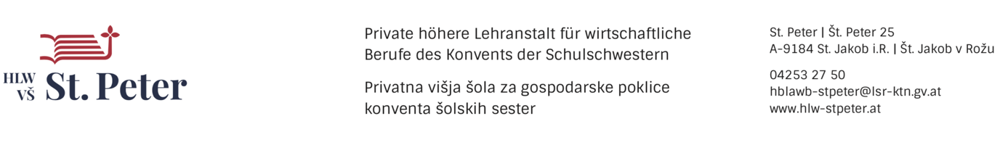 HLW
VŠ St. Peter
Private höhere Lehranstalt für wirtschaftliche
Berufe des Konvents der Schulschwestern
Privatna višja šola za gospodarske poklice
konventa šolskih sester
St. Peter | Št. Peter 25
A-9184 St. Jakob i.R. | Št. Jakob v Rožu
04253 27 50
hblawb-stpeter@lsr-ktn.gv.at
www.hlw-stpeter.at